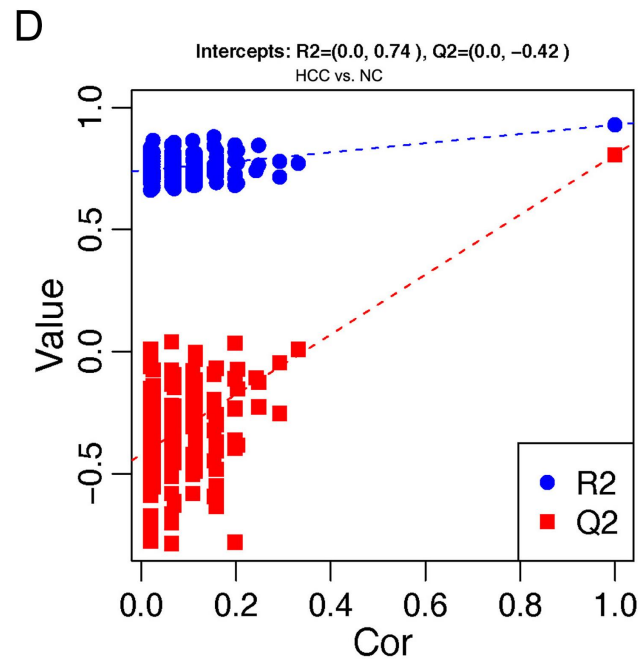 D
Intercepts: R2=(0.0, 0.74 ), Q2=(0.0, −0.42 )
HCC vs. NC
1.0
0.5
0.0
−0.5
Value
R2
Q2
0.0 0.2 0.4 0.6 0.8 1.0
Cor